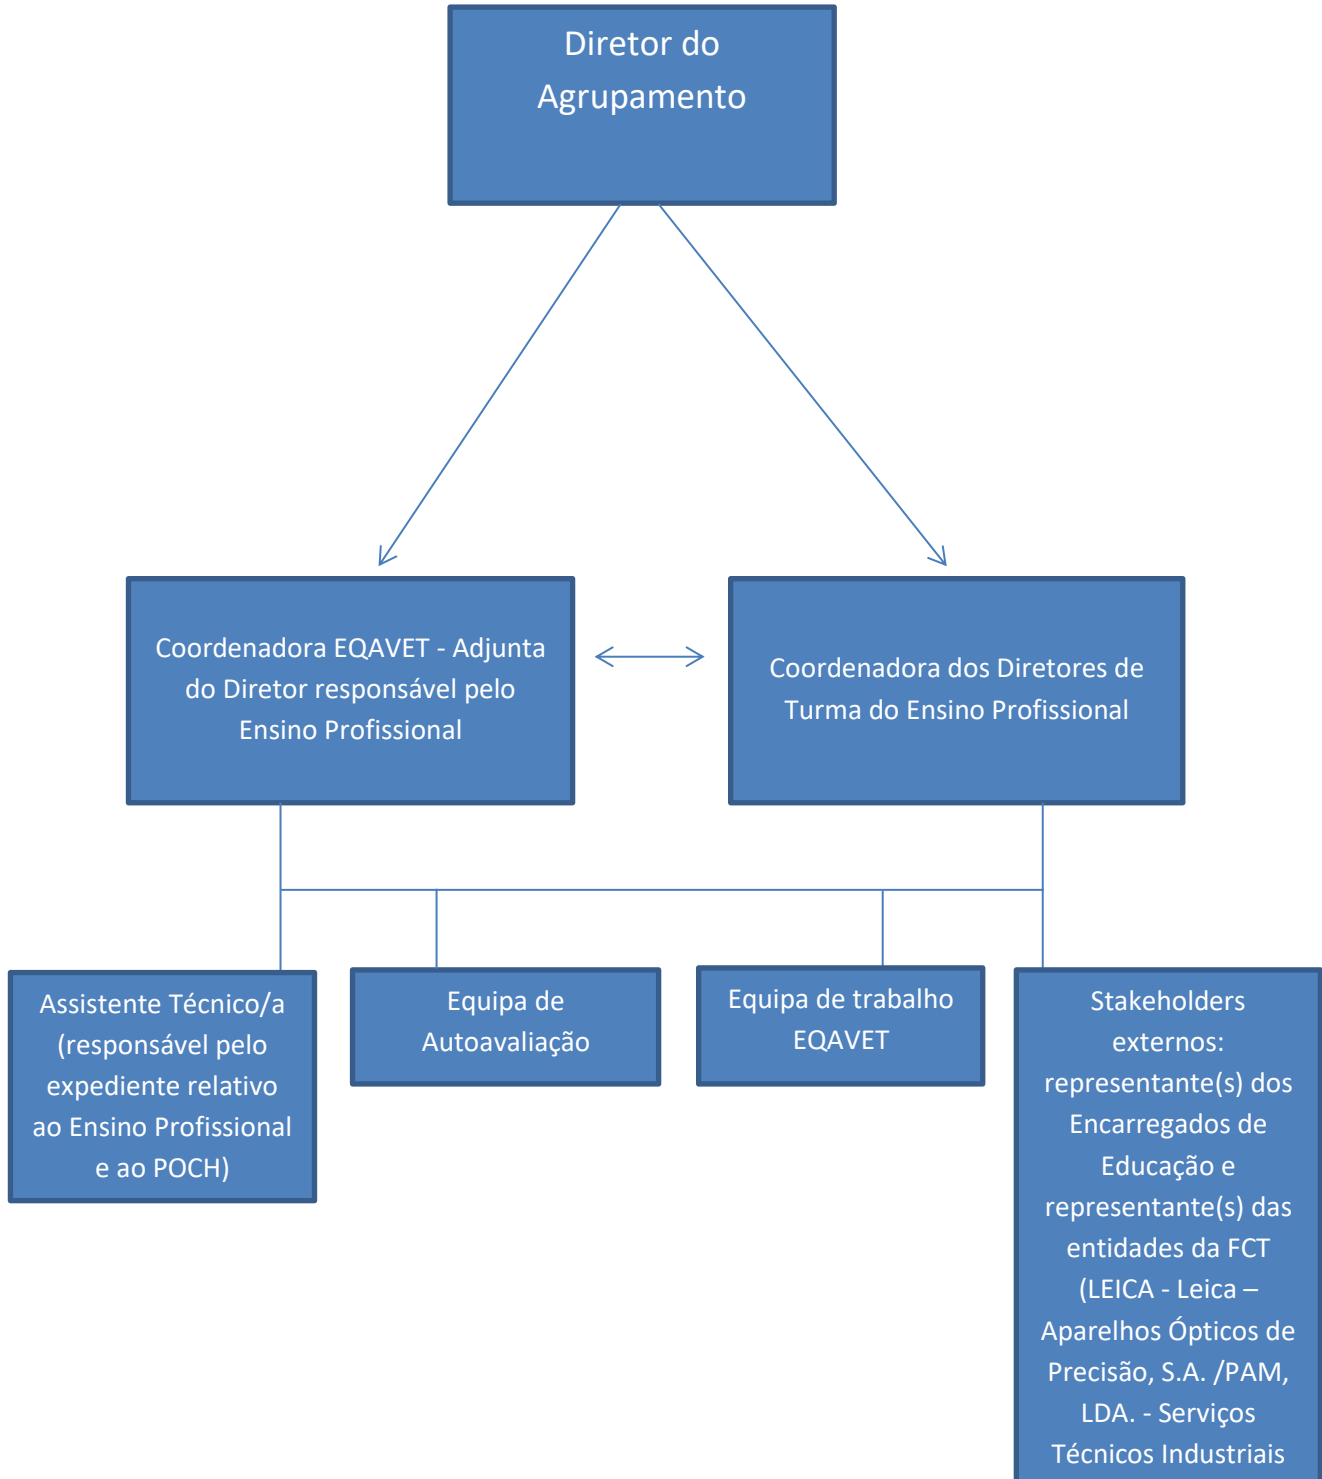 Diretor do
Agrupamento
Coordenadora EQAVET - Adjunta
do Diretor responsável pelo
Ensino Profissional
Coordenadora dos Diretores de
Turma do Ensino Profissional
Assistente Técnico/a
(responsável pelo
expediente relativo
ao Ensino Profissional
e ao POCH)
Equipa de
Autoavaliação
Equipa de trabalho
EQAVET
Stakeholders
externos:
representante(s) dos
Encarregados de
Educação e
representante(s) das
entidades da FCT
(LEICA - Leica –
Aparelhos Ópticos de
Precisão, S.A. /PAM,
LDA. - Serviços
Técnicos Industriais